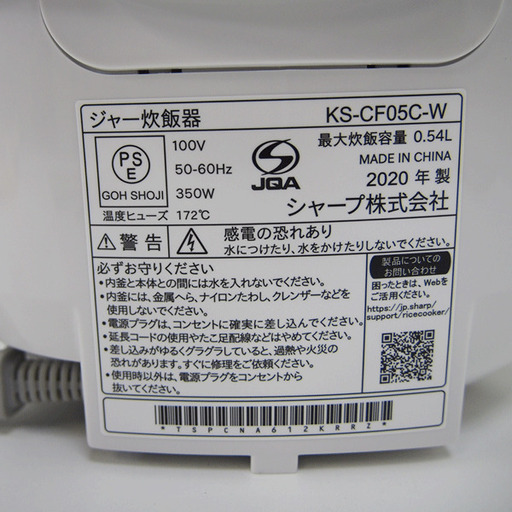 ジャー炊飯器 KS-CF05C-W
PS
E
GOH SHOJI
100V
50-60Hz
350W
温度ヒューズ 172℃
JQA
最大炊飯容量 0.54L
MADE IN CHINA
2020 年 製
シャープ株式会社
警告
感電の恐れあり
水につけたり、水をかけたりしないでください。
必ずお守りください
・内釜と本体との間には水を入れないでください。
・内釜には、金属へら、ナイロンたわし、クレンザーなどを
使用しないでください。
・電源プラグは、コンセントに確実に差し込んでください。
・延長コードの使用やたこ足配線などはやめてください。
・差し込みがゆるくグラグラしていると、過熱や火災の
恐れがあります。すぐに修理をご依頼ください。
・使用時以外は、電源プラグをコンセントから
抜いてください。
製品についての
お問い合わせ
困ったときは、Webを
ご活用ください。
https://jp.sharp/
support/ricecooker/
*TSPCNA612KRRZ*